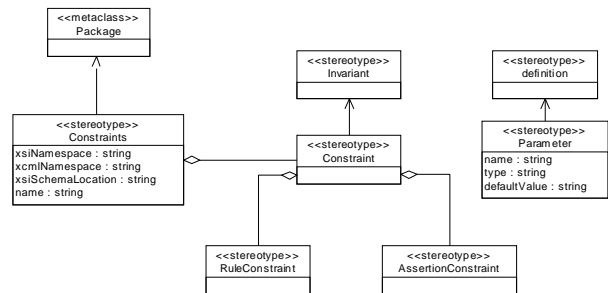 <<metaclass>>
Package
<<stereotype>>
Invariant
<<stereotype>>
definition
<<stereotype>>
Constraints
xsiNamespace : string
xcmlNamespace : string
xsiSchemaLocation : string
name : string
<<stereotype>>
Constraint
<<stereotype>>
Parameter
name : string
type : string
defaultValue : string
<<stereotype>>
RuleConstraint
<<stereotype>>
AssertionConstraint